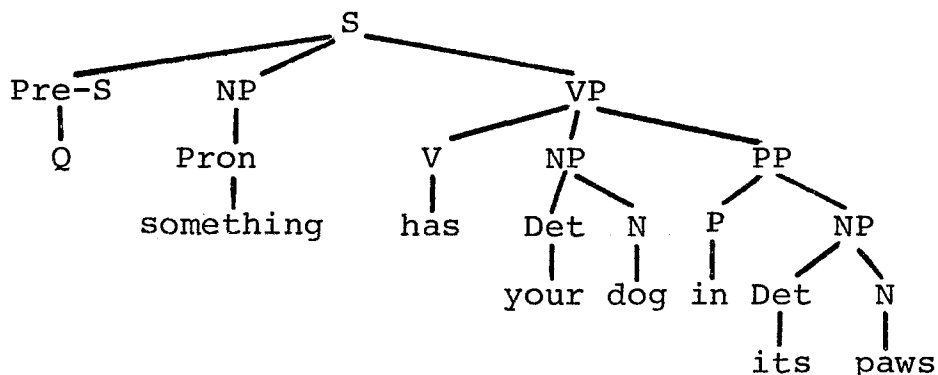 S
Pre-S NP VP
Q Pron V NP PP
something has Det N P NP
your dog in Det N
its paws